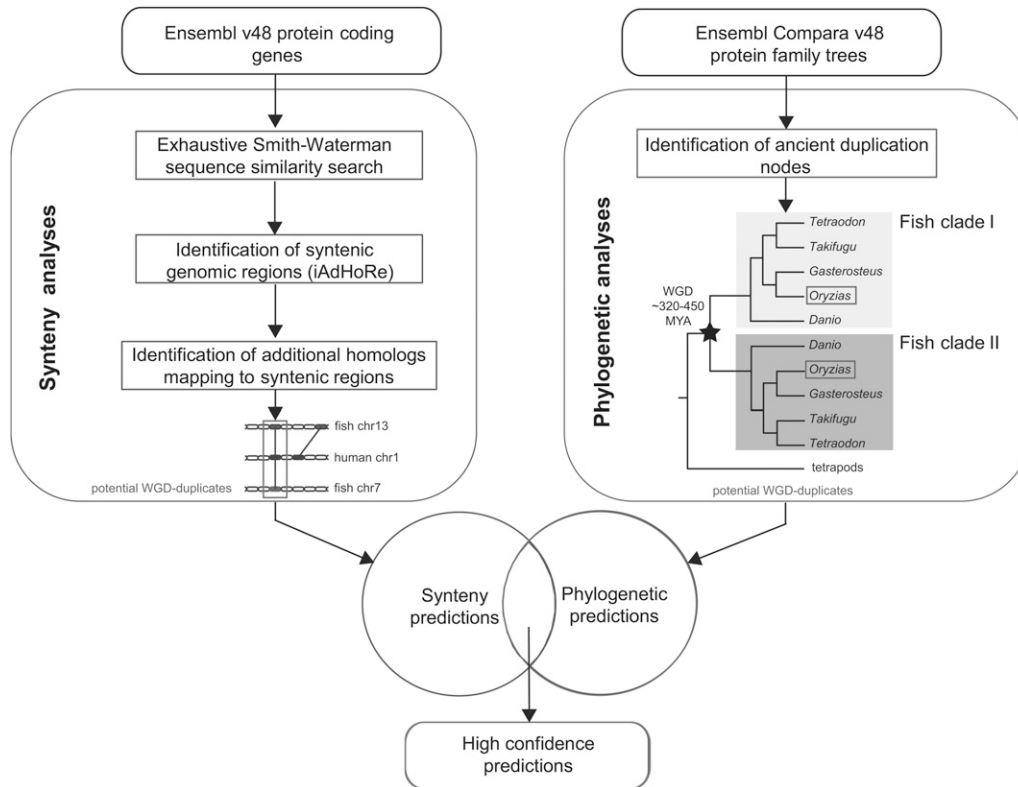 Ensembl v48 protein coding
genes
Synteny analyses
Exhaustive Smith-Waterman
sequence similarity search
Identification of syntenic
genomic regions (iAdHoRe)
Identification of additional homologs
mapping to syntenic regions
fish chr13
human chr1
fish chr7
potential WGD-duplicates
Ensembl Compara v48
protein family trees
Phylogenetic analyses
Identification of ancient duplication
nodes
Fish clade I
Tetraodon
Takifugu
Gasterosteus
Oryzias
Danio
WGD
~320-450
MYA
Fish clade II
Danio
Oryzias
Gasterosteus
Takifugu
Tetraodon
tetrapods
potential WGD-duplicates
Synteny
predictions
Phylogenetic
predictions
High confidence
predictions